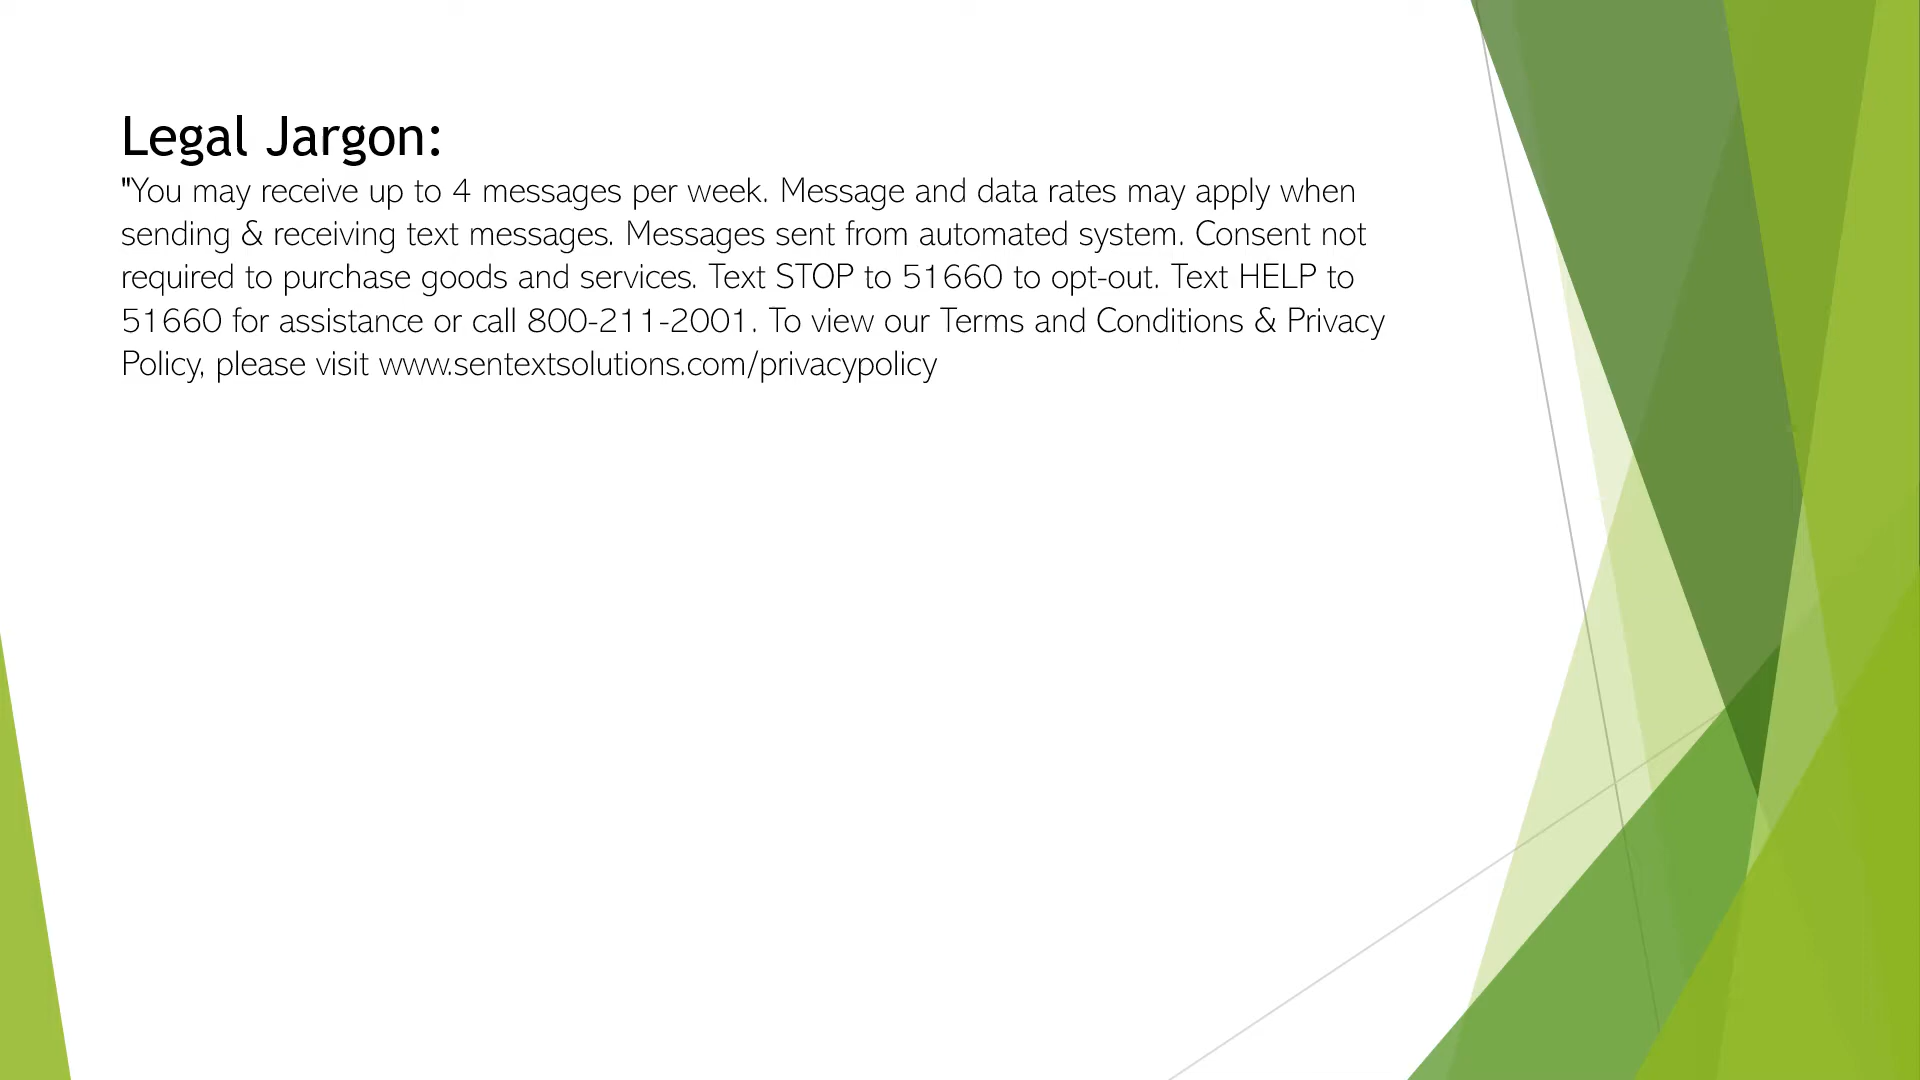 Legal Jargon:
"You may receive up to 4 messages per week. Message and data rates may apply when
sending & receiving text messages. Messages sent from automated system. Consent not
required to purchase goods and services. Text STOP to 51660 to opt-out. Text HELP to
51660 for assistance or call 800-211-2001. To view our Terms and Conditions & Privacy
Policy, please visit www.sentextsolutions.com/privacypolicy